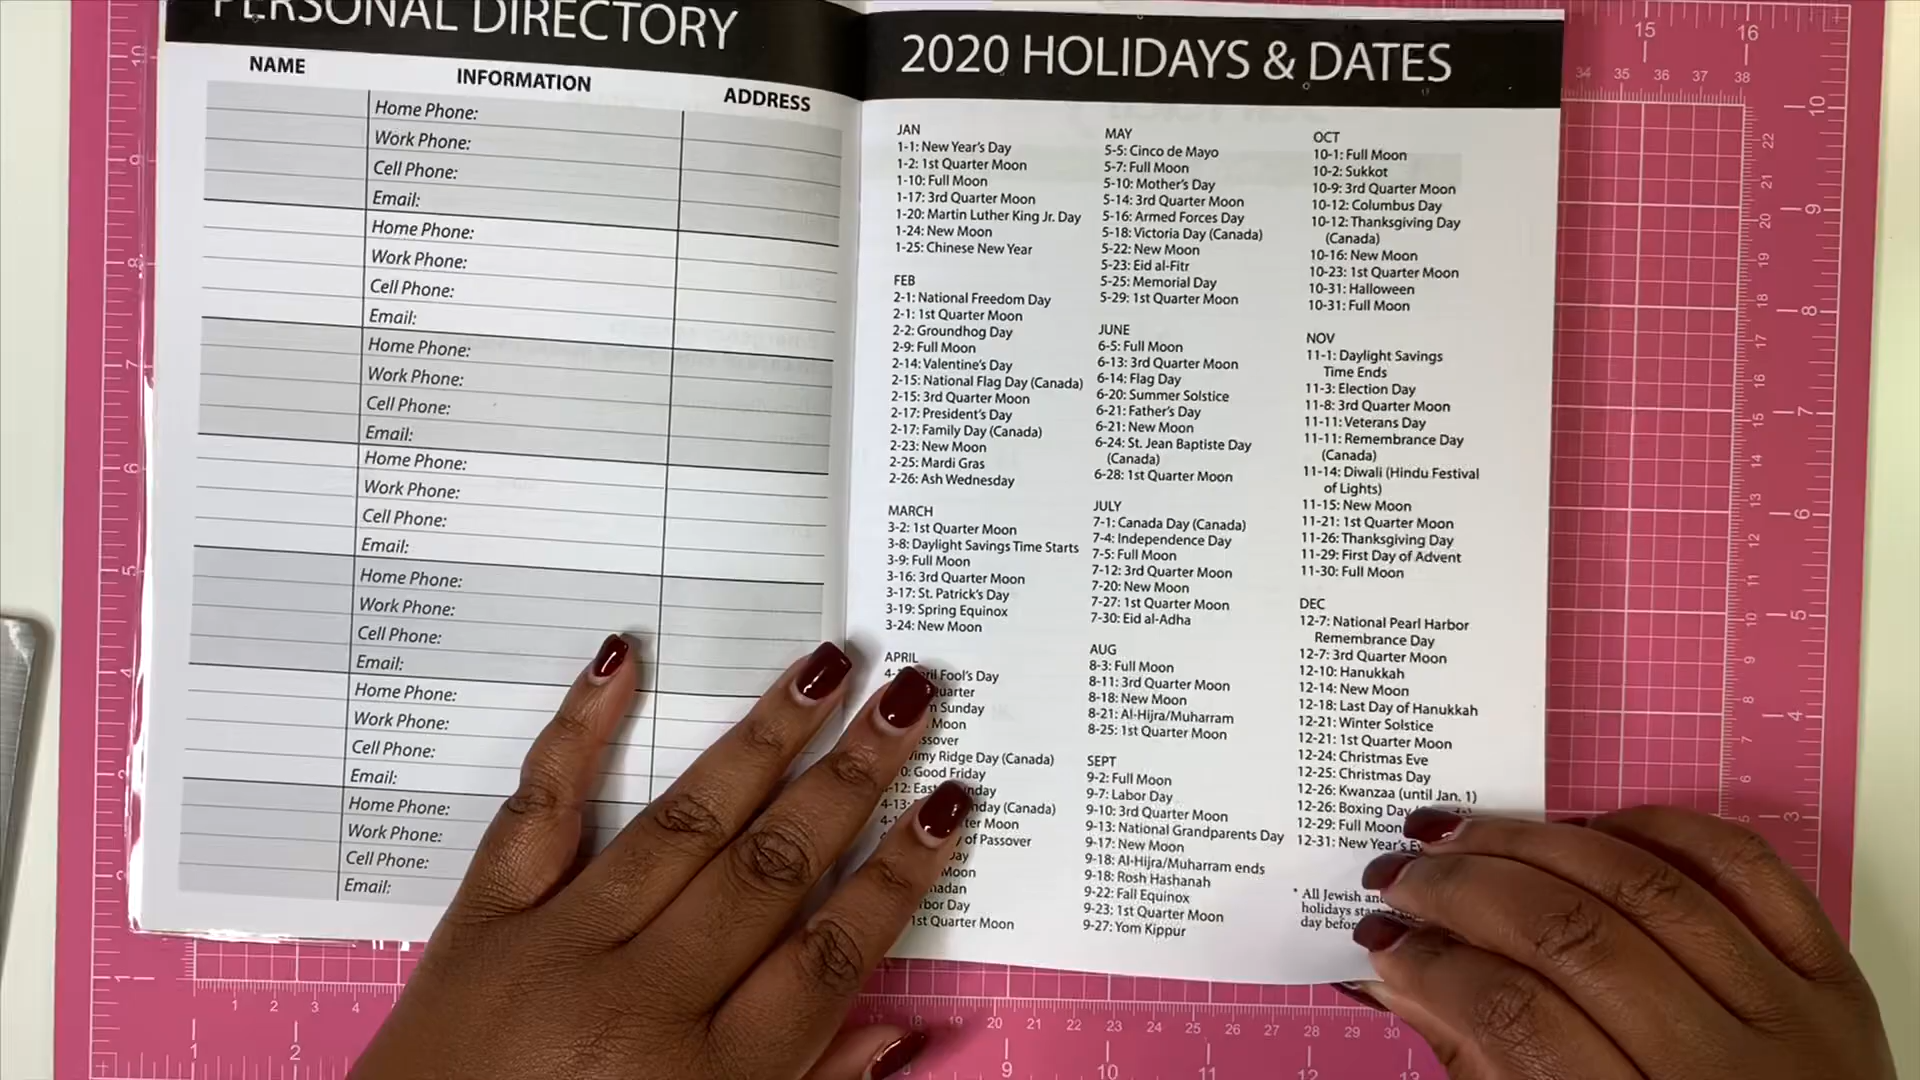 PERSONAL DIRECTORY
NAME
INFORMATION
ADDRESS
Home Phone:
Work Phone:
Cell Phone:
Email:
Home Phone:
Work Phone:
Cell Phone:
Email:
Home Phone:
Work Phone:
Cell Phone:
Email:
Home Phone:
Work Phone:
Cell Phone:
Email:
Home Phone:
Work Phone:
Cell Phone:
Email:
Home Phone:
Work Phone:
Cell Phone:
Email:
Home Phone:
Work Phone:
Cell Phone:
Email:
2020 HOLIDAYS & DATES
JAN
1-1: New Year's Day
1-2: 1st Quarter Moon
1-10: Full Moon
1-17: 3rd Quarter Moon
1-20: Martin Luther King Jr. Day
1-24: New Moon
1-25: Chinese New Year
FEB
2-1: National Freedom Day
2-1: 1st Quarter Moon
2-2: Groundhog Day
2-9: Full Moon
2-14: Valentine's Day
2-15: National Flag Day (Canada)
2-15: 3rd Quarter Moon
2-17: President's Day
2-17: Family Day (Canada)
2-23: New Moon
2-25: Mardi Gras
2-26: Ash Wednesday
MARCH
3-2: 1st Quarter Moon
3-8: Daylight Savings Time Starts
3-9: Full Moon
3-16: 3rd Quarter Moon
3-17: St. Patrick's Day
3-19: Spring Equinox
3-24: New Moon
APRIL
Fool's Day
Quarter
Sunday
Moon
Ridge Day (Canada)
Good Friday
4-13: (Canada)
Moon
of Passover
Moon
Day
1st Quarter Moon
MAY
5-5: Cinco de Mayo
5-7: Full Moon
5-10: Mother's Day
5-14: 3rd Quarter Moon
5-16: Armed Forces Day
5-18: Victoria Day (Canada)
5-22: New Moon
5-23: Eid al-Fitr
5-25: Memorial Day
5-29: 1st Quarter Moon
JUNE
6-5: Full Moon
6-13: 3rd Quarter Moon
6-14: Flag Day
6-20: Summer Solstice
6-21: Father's Day
6-21: New Moon
6-24: St. Jean Baptiste Day
(Canada)
6-28: 1st Quarter Moon
JULY
7-1: Canada Day (Canada)
7-4: Independence Day
7-5: Full Moon
7-12: 3rd Quarter Moon
7-20: New Moon
7-27: 1st Quarter Moon
7-30: Eid al-Adha
AUG
8-3: Full Moon
8-11: 3rd Quarter Moon
8-18: New Moon
8-21: Al-Hijra/Muharram
8-25: 1st Quarter Moon
SEPT
9-2: Full Moon
9-7: Labor Day
9-10: 3rd Quarter Moon
9-13: National Grandparents Day
9-17: New Moon
9-18: Al-Hijra/Muharram ends
9-18: Rosh Hashanah
9-22: Fall Equinox
9-23: 1st Quarter Moon
9-27: Yom Kippur
OCT
10-1: Full Moon
10-2: Sukkot
10-9: 3rd Quarter Moon
10-12: Columbus Day
10-12: Thanksgiving Day
(Canada)
10-16: New Moon
10-23: 1st Quarter Moon
10-31: Halloween
10-31: Full Moon
NOV
11-1: Daylight Savings
Time Ends
11-3: Election Day
11-8: 3rd Quarter Moon
11-11: Veterans Day
11-11: Remembrance Day
(Canada)
11-14: Diwali (Hindu Festival
of Lights)
11-15: New Moon
11-21: 1st Quarter Moon
11-26: Thanksgiving Day
11-29: First Day of Advent
11-30: Full Moon
DEC
12-7: National Pearl Harbor
Remembrance Day
12-7: 3rd Quarter Moon
12-10: Hanukkah
12-14: New Moon
12-18: Last Day of Hanukkah
12-21: Winter Solstice
12-21: 1st Quarter Moon
12-24: Christmas Eve
12-25: Christmas Day
12-26: Kwanzaa (until Jan. 1)
12-26: Boxing Day
12-29: Full Moon
12-31: New Year's
* All Jewish
holidays
day